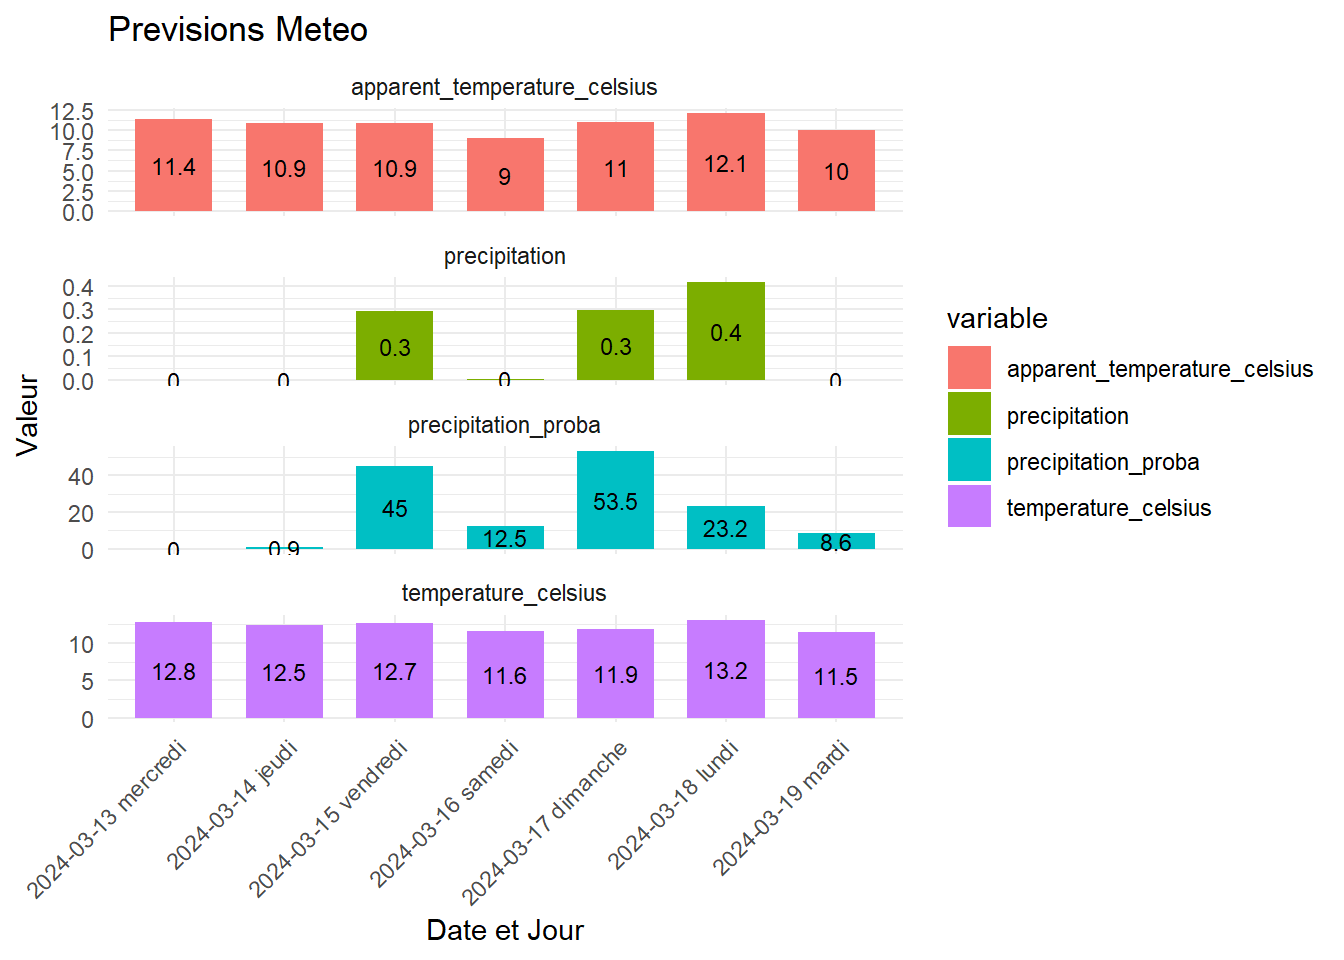 Previsions Meteo
apparent_temperature_celsius
12.5
10.0
7.5
5.0
2.5
0.0
11.4 10.9 10.9 9 11 12.1 10
precipitation
0.4
0.3
0.2
0.1
0.0
0 0 0.3 0 0.3 0.4 0
precipitation_proba
40
20
0
0 0.9 45 12.5 53.5 23.2 8.6
temperature_celsius
10
5
0
12.8 12.5 12.7 11.6 11.9 13.2 11.5
2024-03-13 mercredi
2024-03-14 jeudi
2024-03-15 vendredi
2024-03-16 samedi
2024-03-17 dimanche
2024-03-18 lundi
2024-03-19 mardi
Date et Jour
Valeur
variable
apparent_temperature_celsius
precipitation
precipitation_proba
temperature_celsius